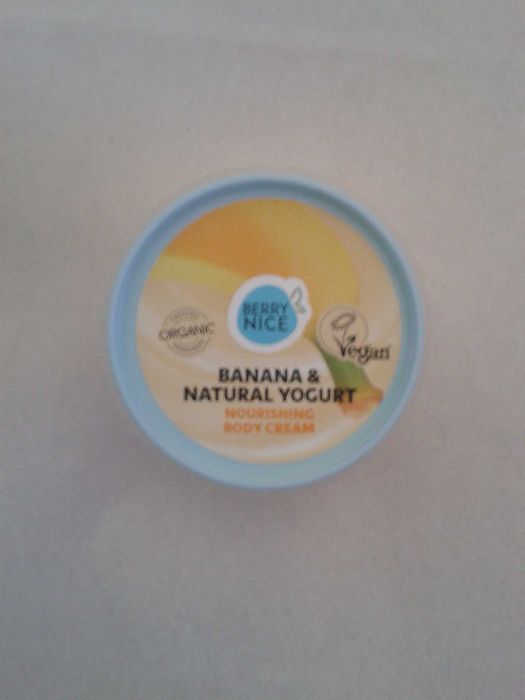 BERRY
NICE
ORGANIC
Vegan
BANANA &
NATURAL YOGURT
NOURISHING
BODY CREAM